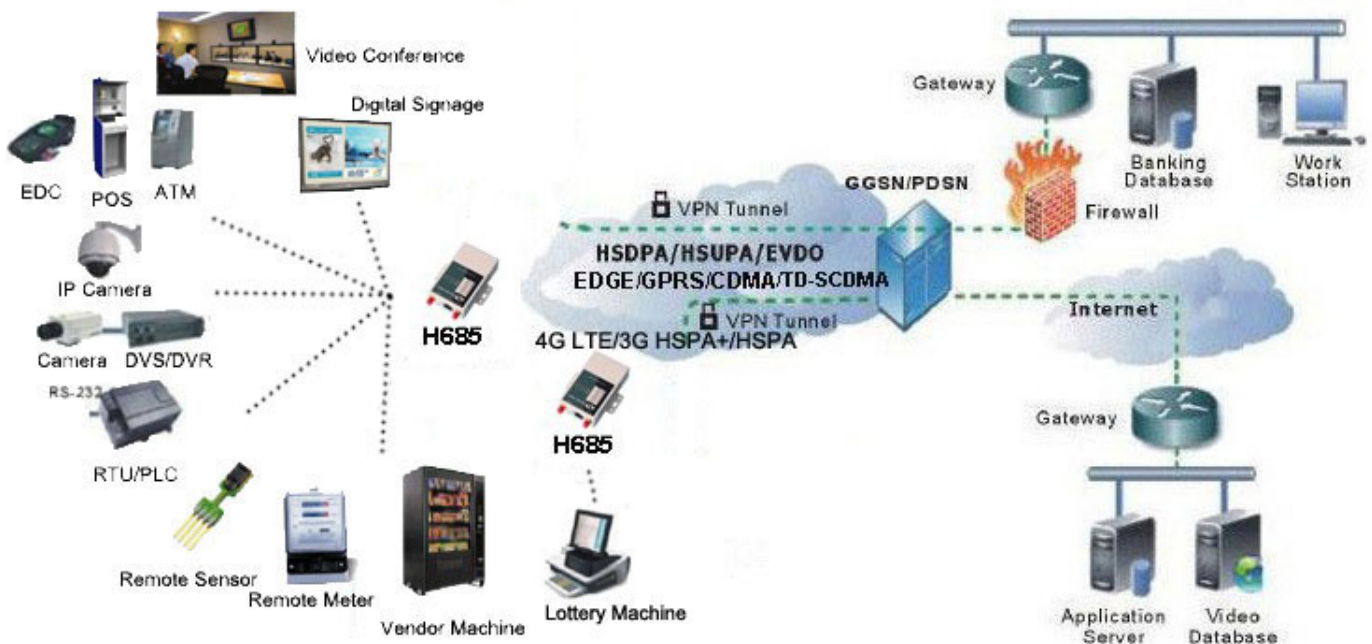 Video Conference
Digital Signage
EDC
POS
ATM
IP Camera
Camera
DVS/DVR
RS-232
RTU/PLC
Remote Sensor
Remote Meter
Vendor Machine
Lottery Machine
H685
H685
VPN Tunnel
HSDPA/HSUPA/EVDO
EDGE/GPRS/CDMA/TD-SCDMA
VPN Tunnel
4G LTE/3G HSPA+/HSPA
GGSN/PDSN
Gateway
Banking
Database
Work
Station
Firewall
Internet
Gateway
Application
Server
Video
Database